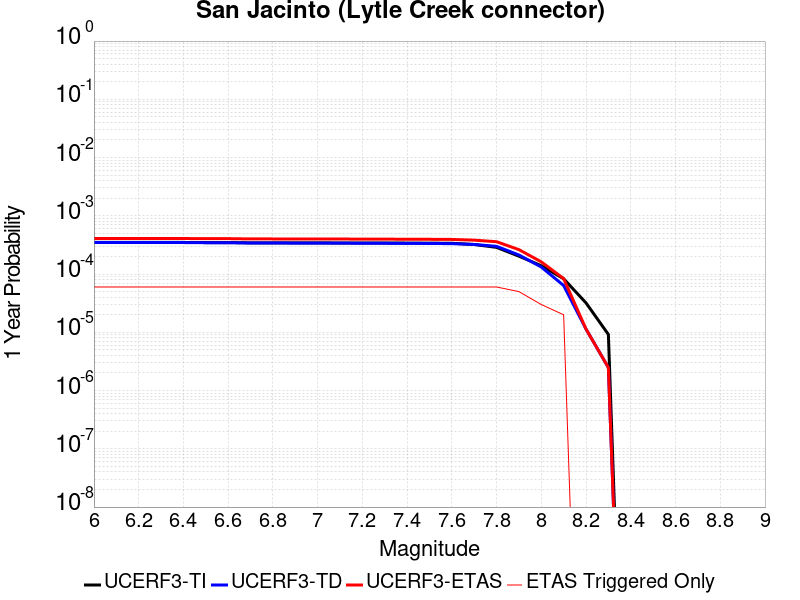 San Jacinto (Lytle Creek connector)
10^0
10^-1
10^-2
10^-3
10^-4
10^-5
10^-6
10^-7
10^-8
1 Year Probability
6 6.2 6.4 6.6 6.8 7 7.2 7.4 7.6 7.8 8 8.2 8.4 8.6 8.8 9
Magnitude
UCERF3-TI UCERF3-TD UCERF3-ETAS ETAS Triggered Only